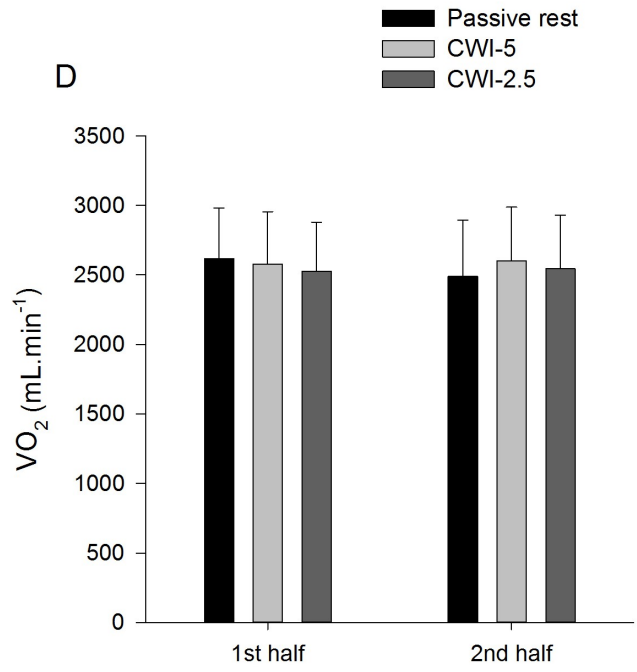 Passive rest
CWI-5
CWI-2.5
D
3500
3000
2500
2000
1500
1000
500
0
VO₂ (mL.min⁻¹)
1st half
2nd half